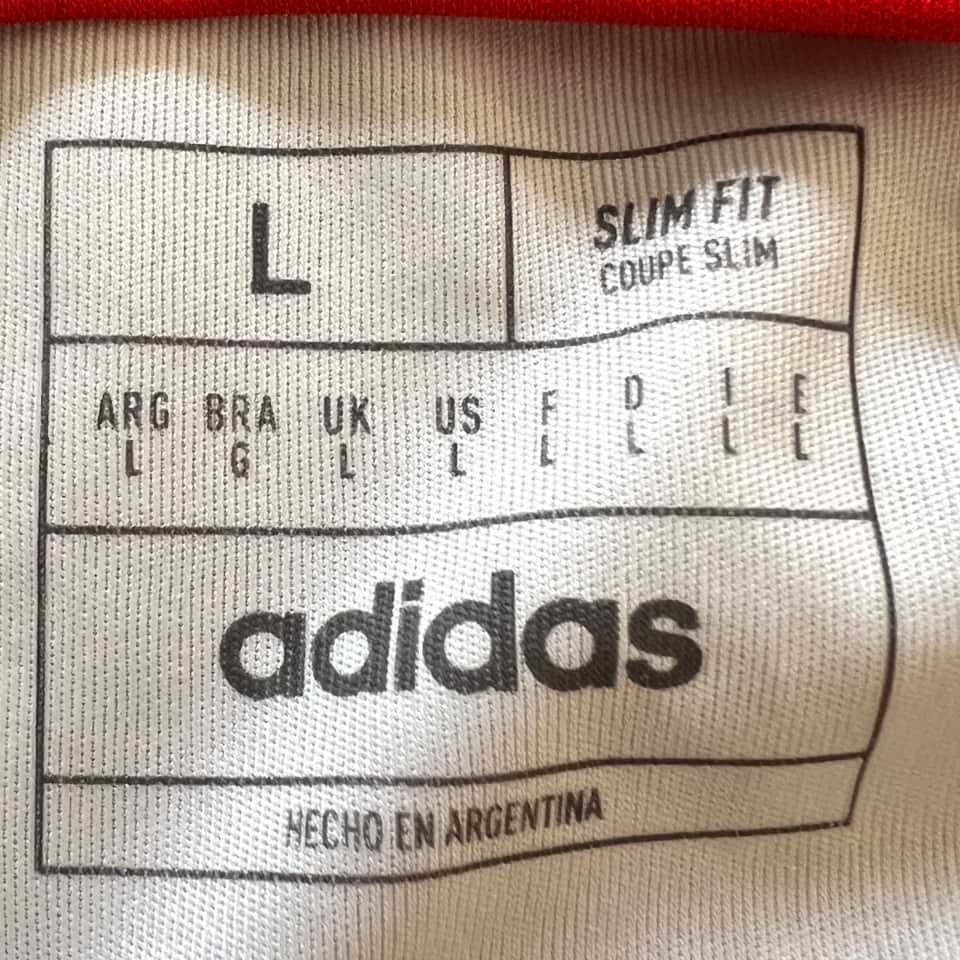 L
SLIM FIT
COUPE SLIM
ARG BRA UK US F D I E
L G L L L L L L
adidas
HECHO EN ARGENTINA